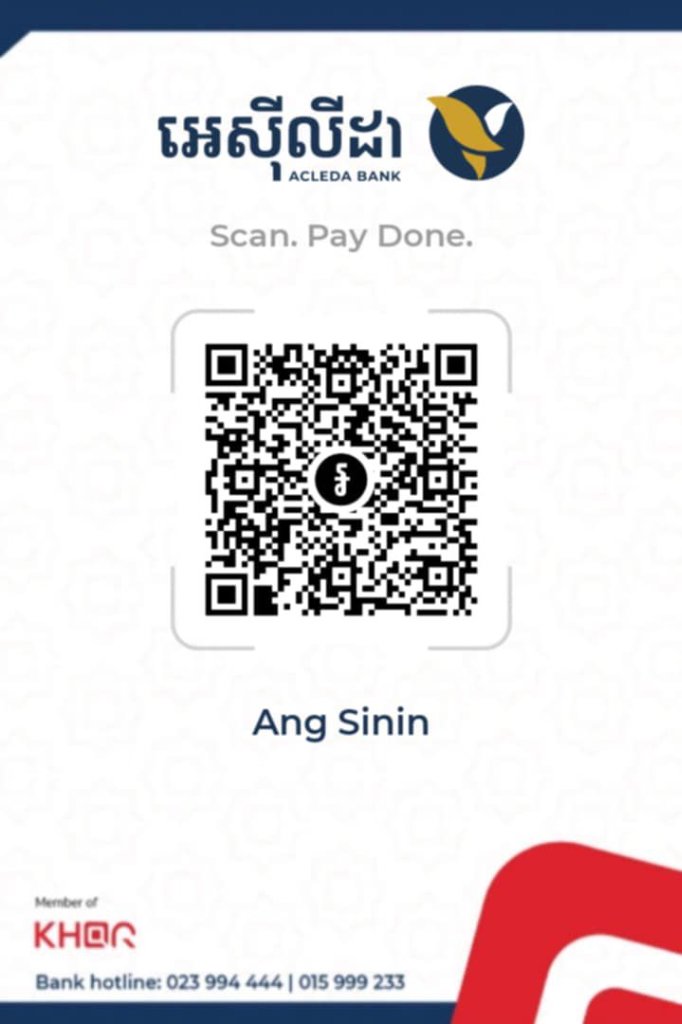 អេស៊ីលីដា
ACLEDA BANK
Scan. Pay Done.
៛
Ang Sinin
Member of
KHQR
Bank hotline: 023 994 444 | 015 999 233